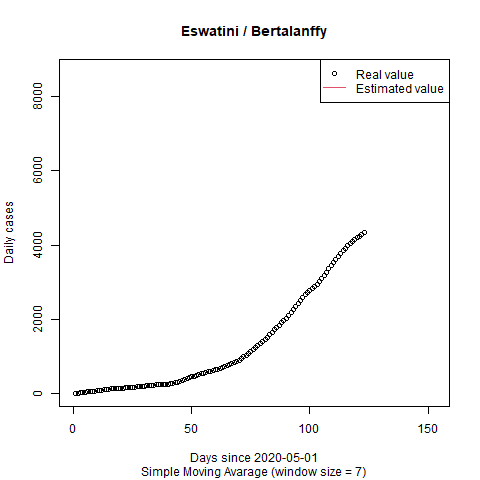 Eswatini / Bertalanffy
Real value
Estimated value
Daily cases
0
2000
4000
6000
8000
0
50
100
150
Days since 2020-05-01
Simple Moving Avarage (window size = 7)